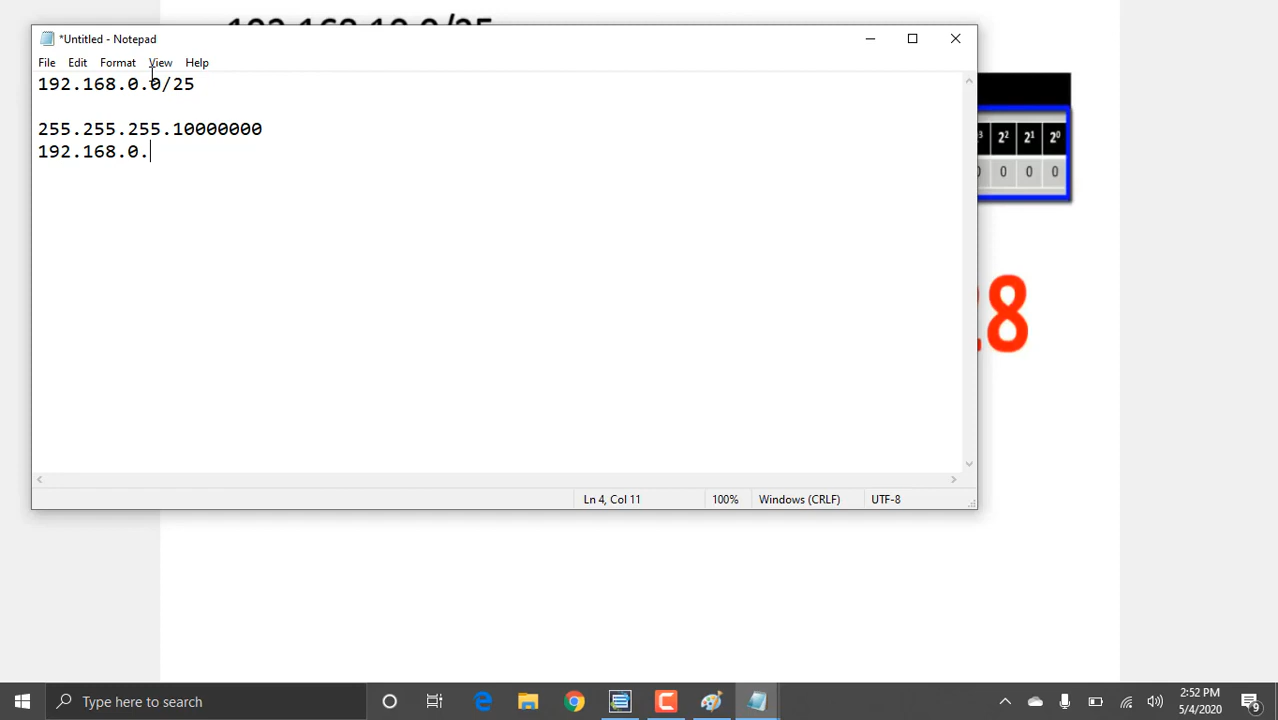 *Untitled - Notepad
File Edit Format View Help
192.168.0.0/25
255.255.255.10000000
192.168.0.
2² 2¹ 2⁰
0 0 0
8
Ln 4, Col 11
100%
Windows (CRLF)
UTF-8
Type here to search
2:52 PM
5/4/2020
9